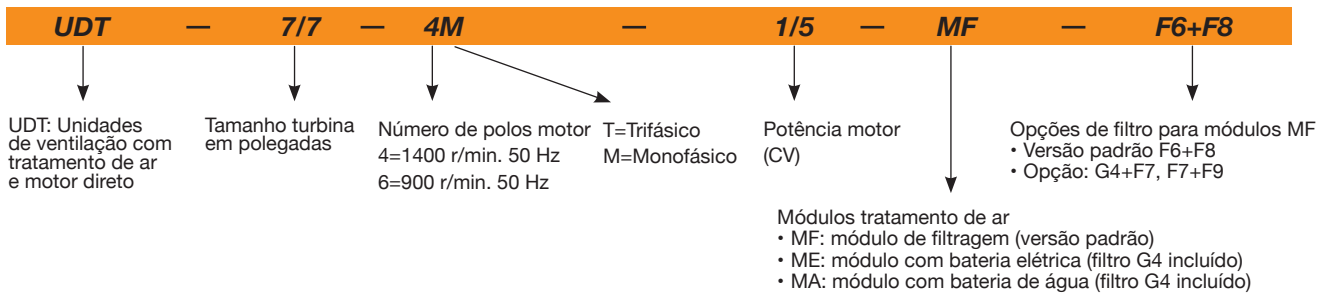 UDT — 7/7 — 4M — 1/5 — MF — F6+F8
UDT: Unidades
de ventilação com
tratamento de ar
e motor direto
Tamanho turbina
em polegadas
Número de polos motor
4=1400 r/min. 50 Hz
6=900 r/min. 50 Hz
T=Trifásico
M=Monofásico
Potência motor
(CV)
Opções de filtro para módulos MF
• Versão padrão F6+F8
• Opção: G4+F7, F7+F9
Módulos tratamento de ar
• MF: módulo de filtragem (versão padrão)
• ME: módulo com bateria elétrica (filtro G4 incluído)
• MA: módulo com bateria de água (filtro G4 incluído)